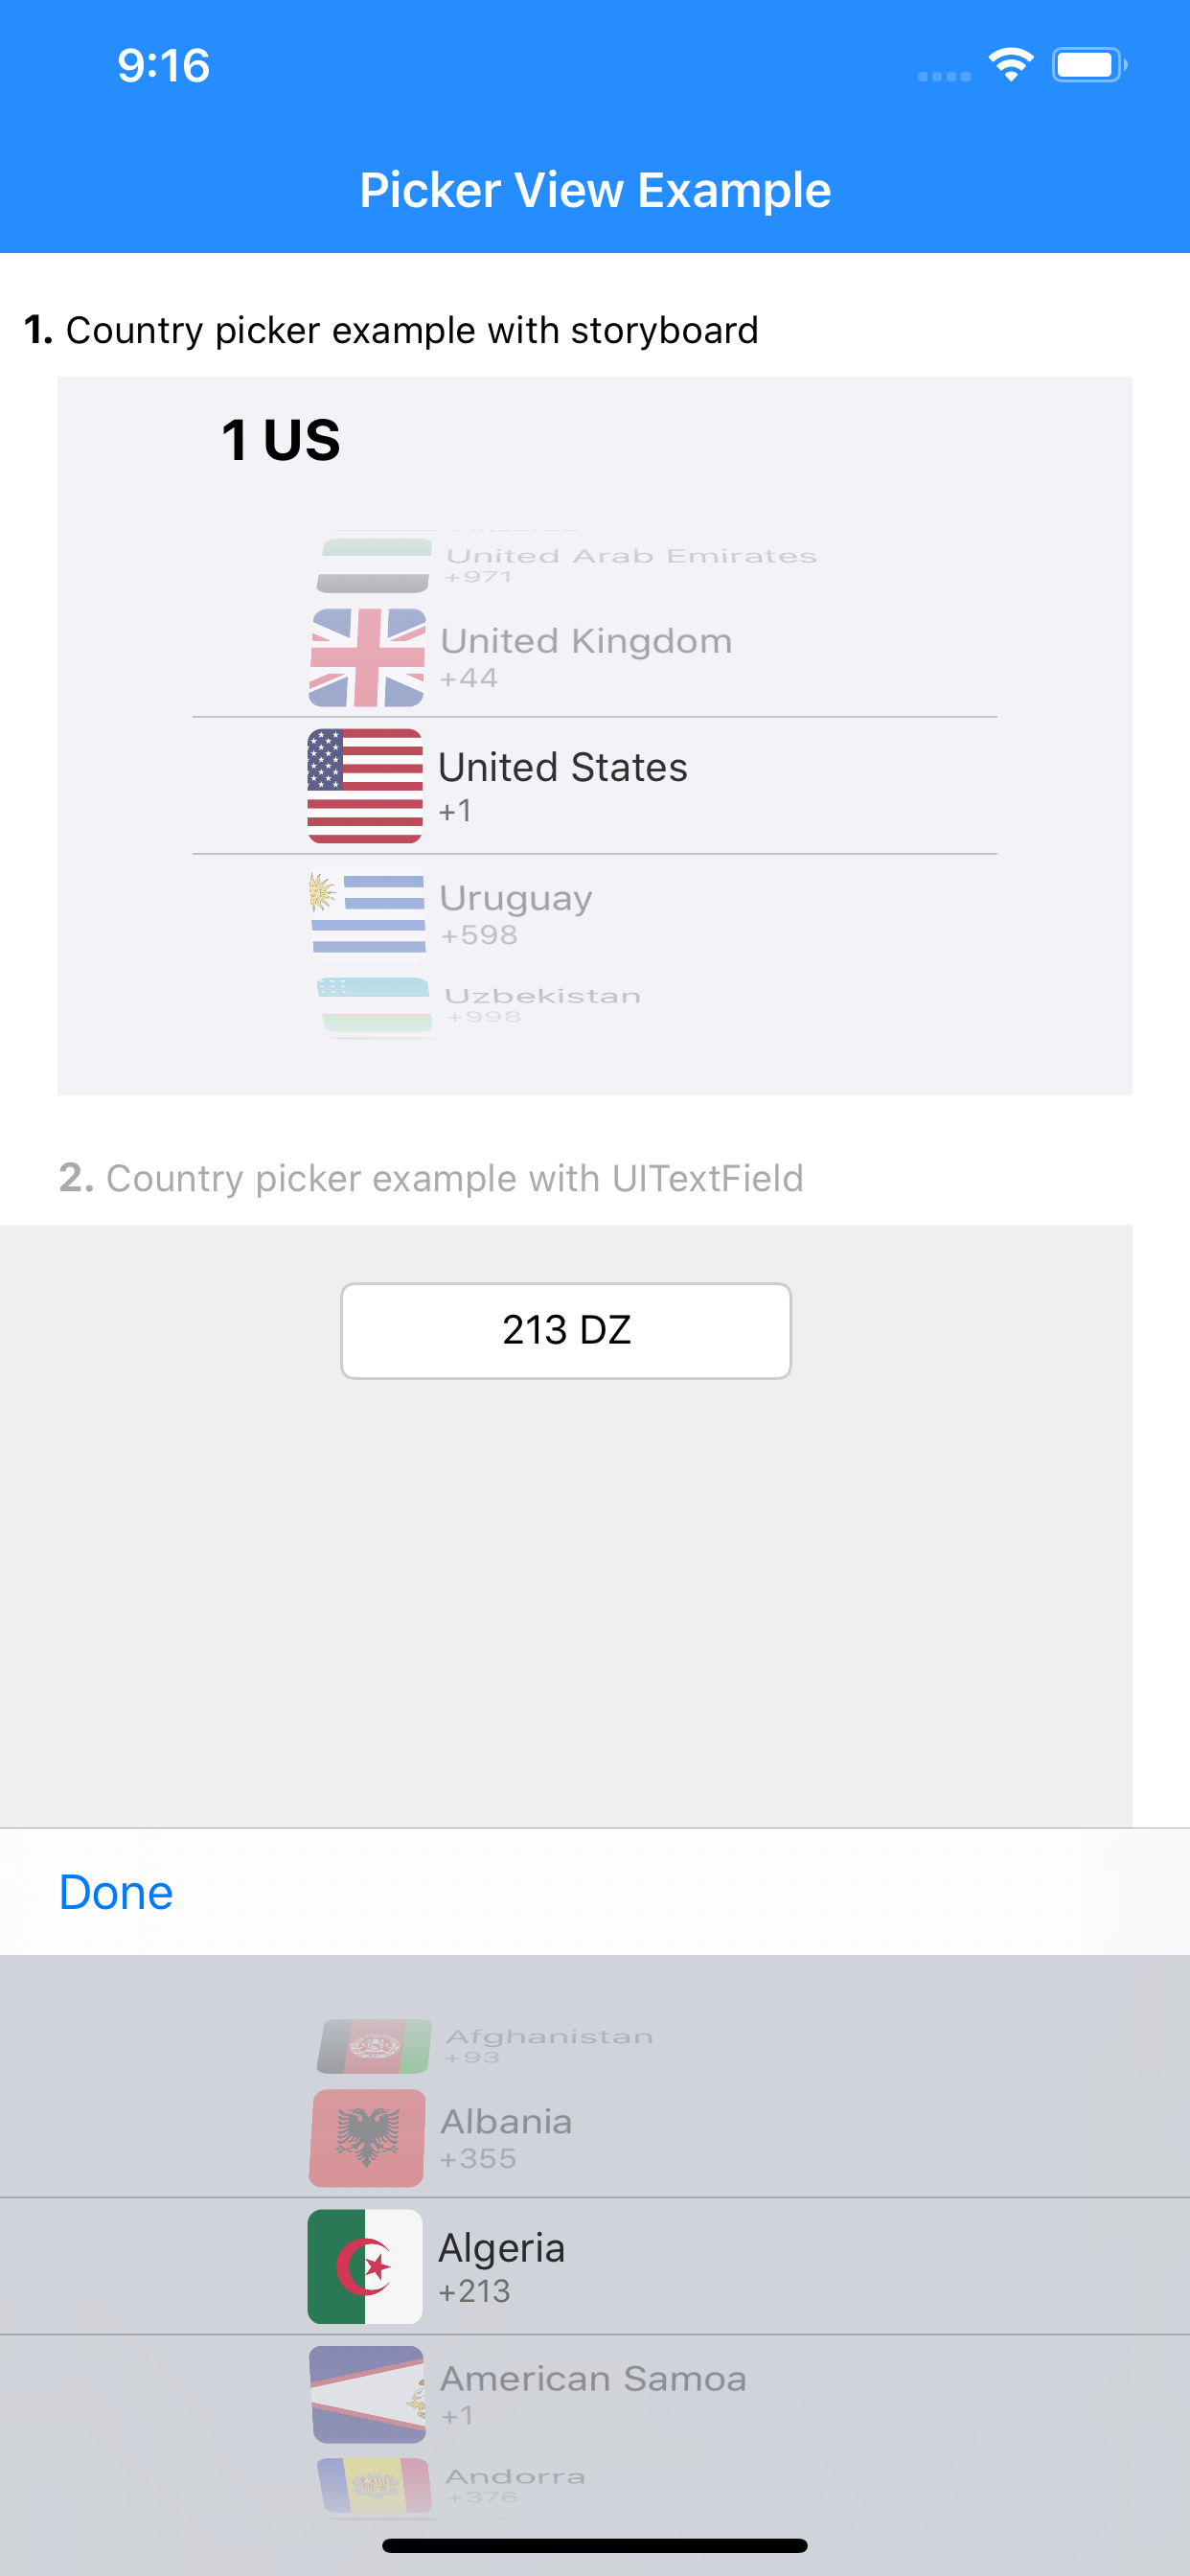 9:16
Picker View Example
1. Country picker example with storyboard
1 US
United Arab Emirates
+971
United Kingdom
+44
United States
+1
Uruguay
+598
Uzbekistan
+998
2. Country picker example with UITextField
213 DZ
Done
Afghanistan
+93
Albania
+355
Algeria
+213
American Samoa
+1
Andorra
+376